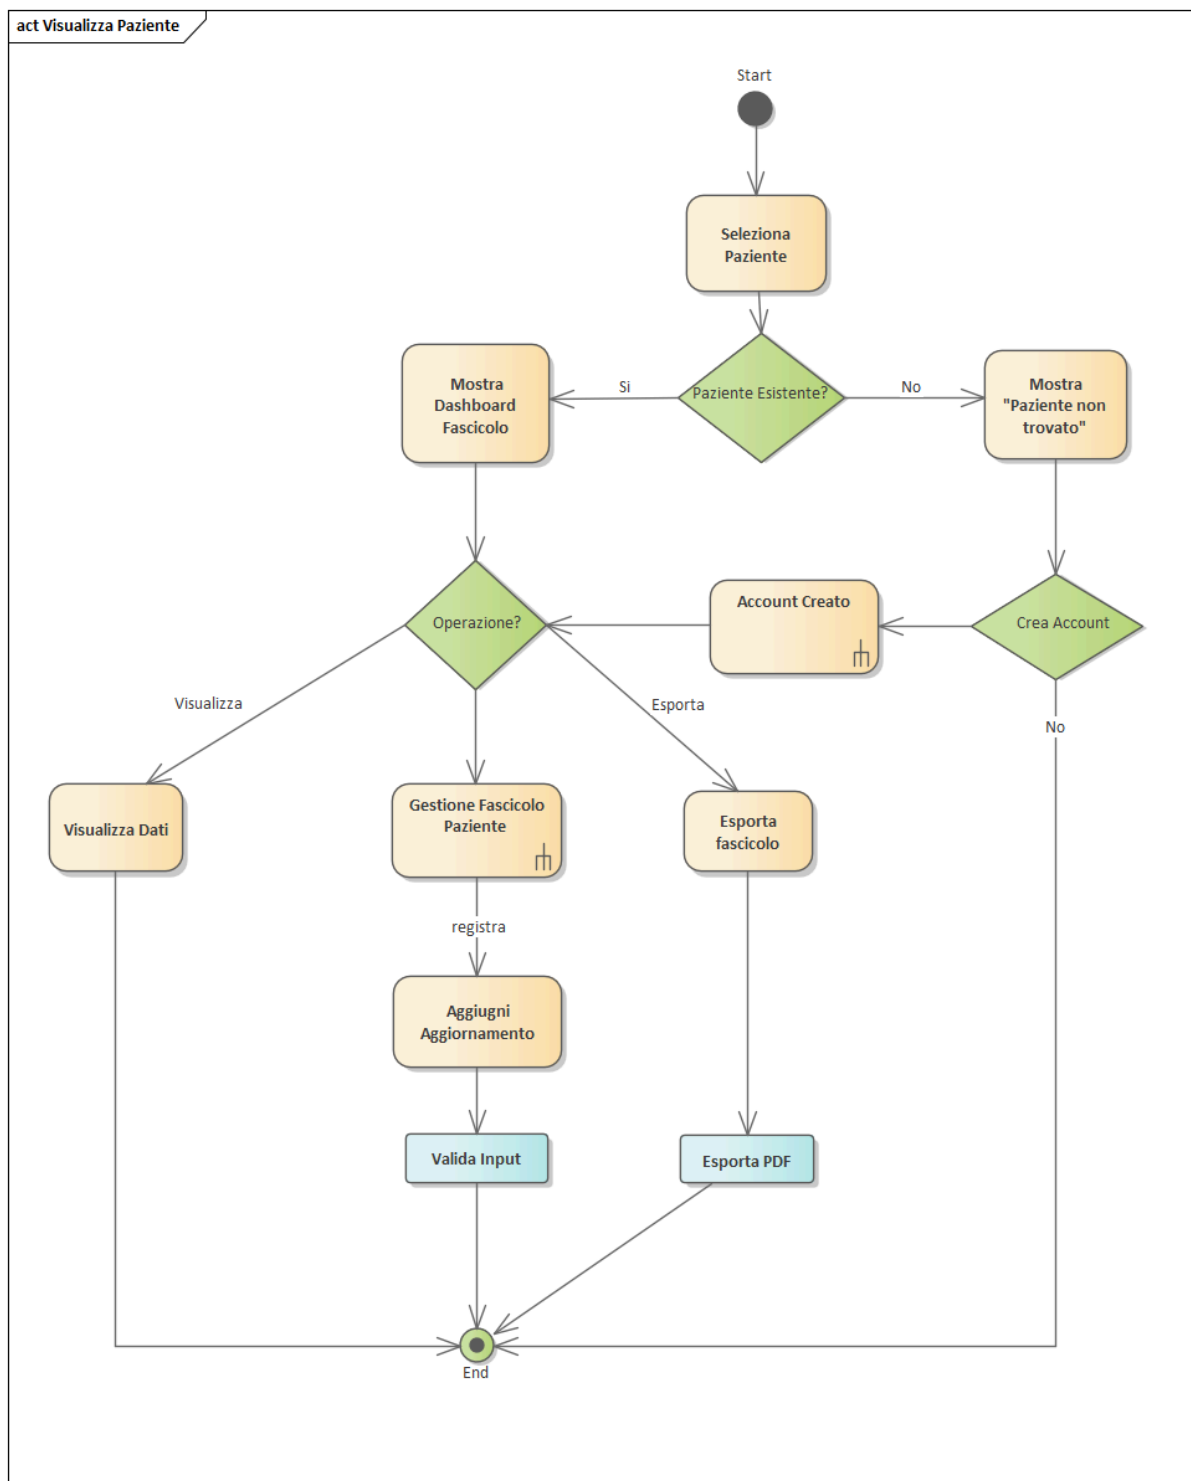 act Visualizza Paziente
Start
Seleziona
Paziente
Paziente Esistente?
Si
No
Mostra
Dashboard
Fascicolo
Mostra
"Paziente non
trovato"
Operazione?
Account Creato
Crea Account
Visualizza
Esporta
No
Visualizza Dati
Gestione Fascicolo
Paziente
Esporta
fascicolo
registra
Aggiugni
Aggiornamento
Valida Input
Esporta PDF
End